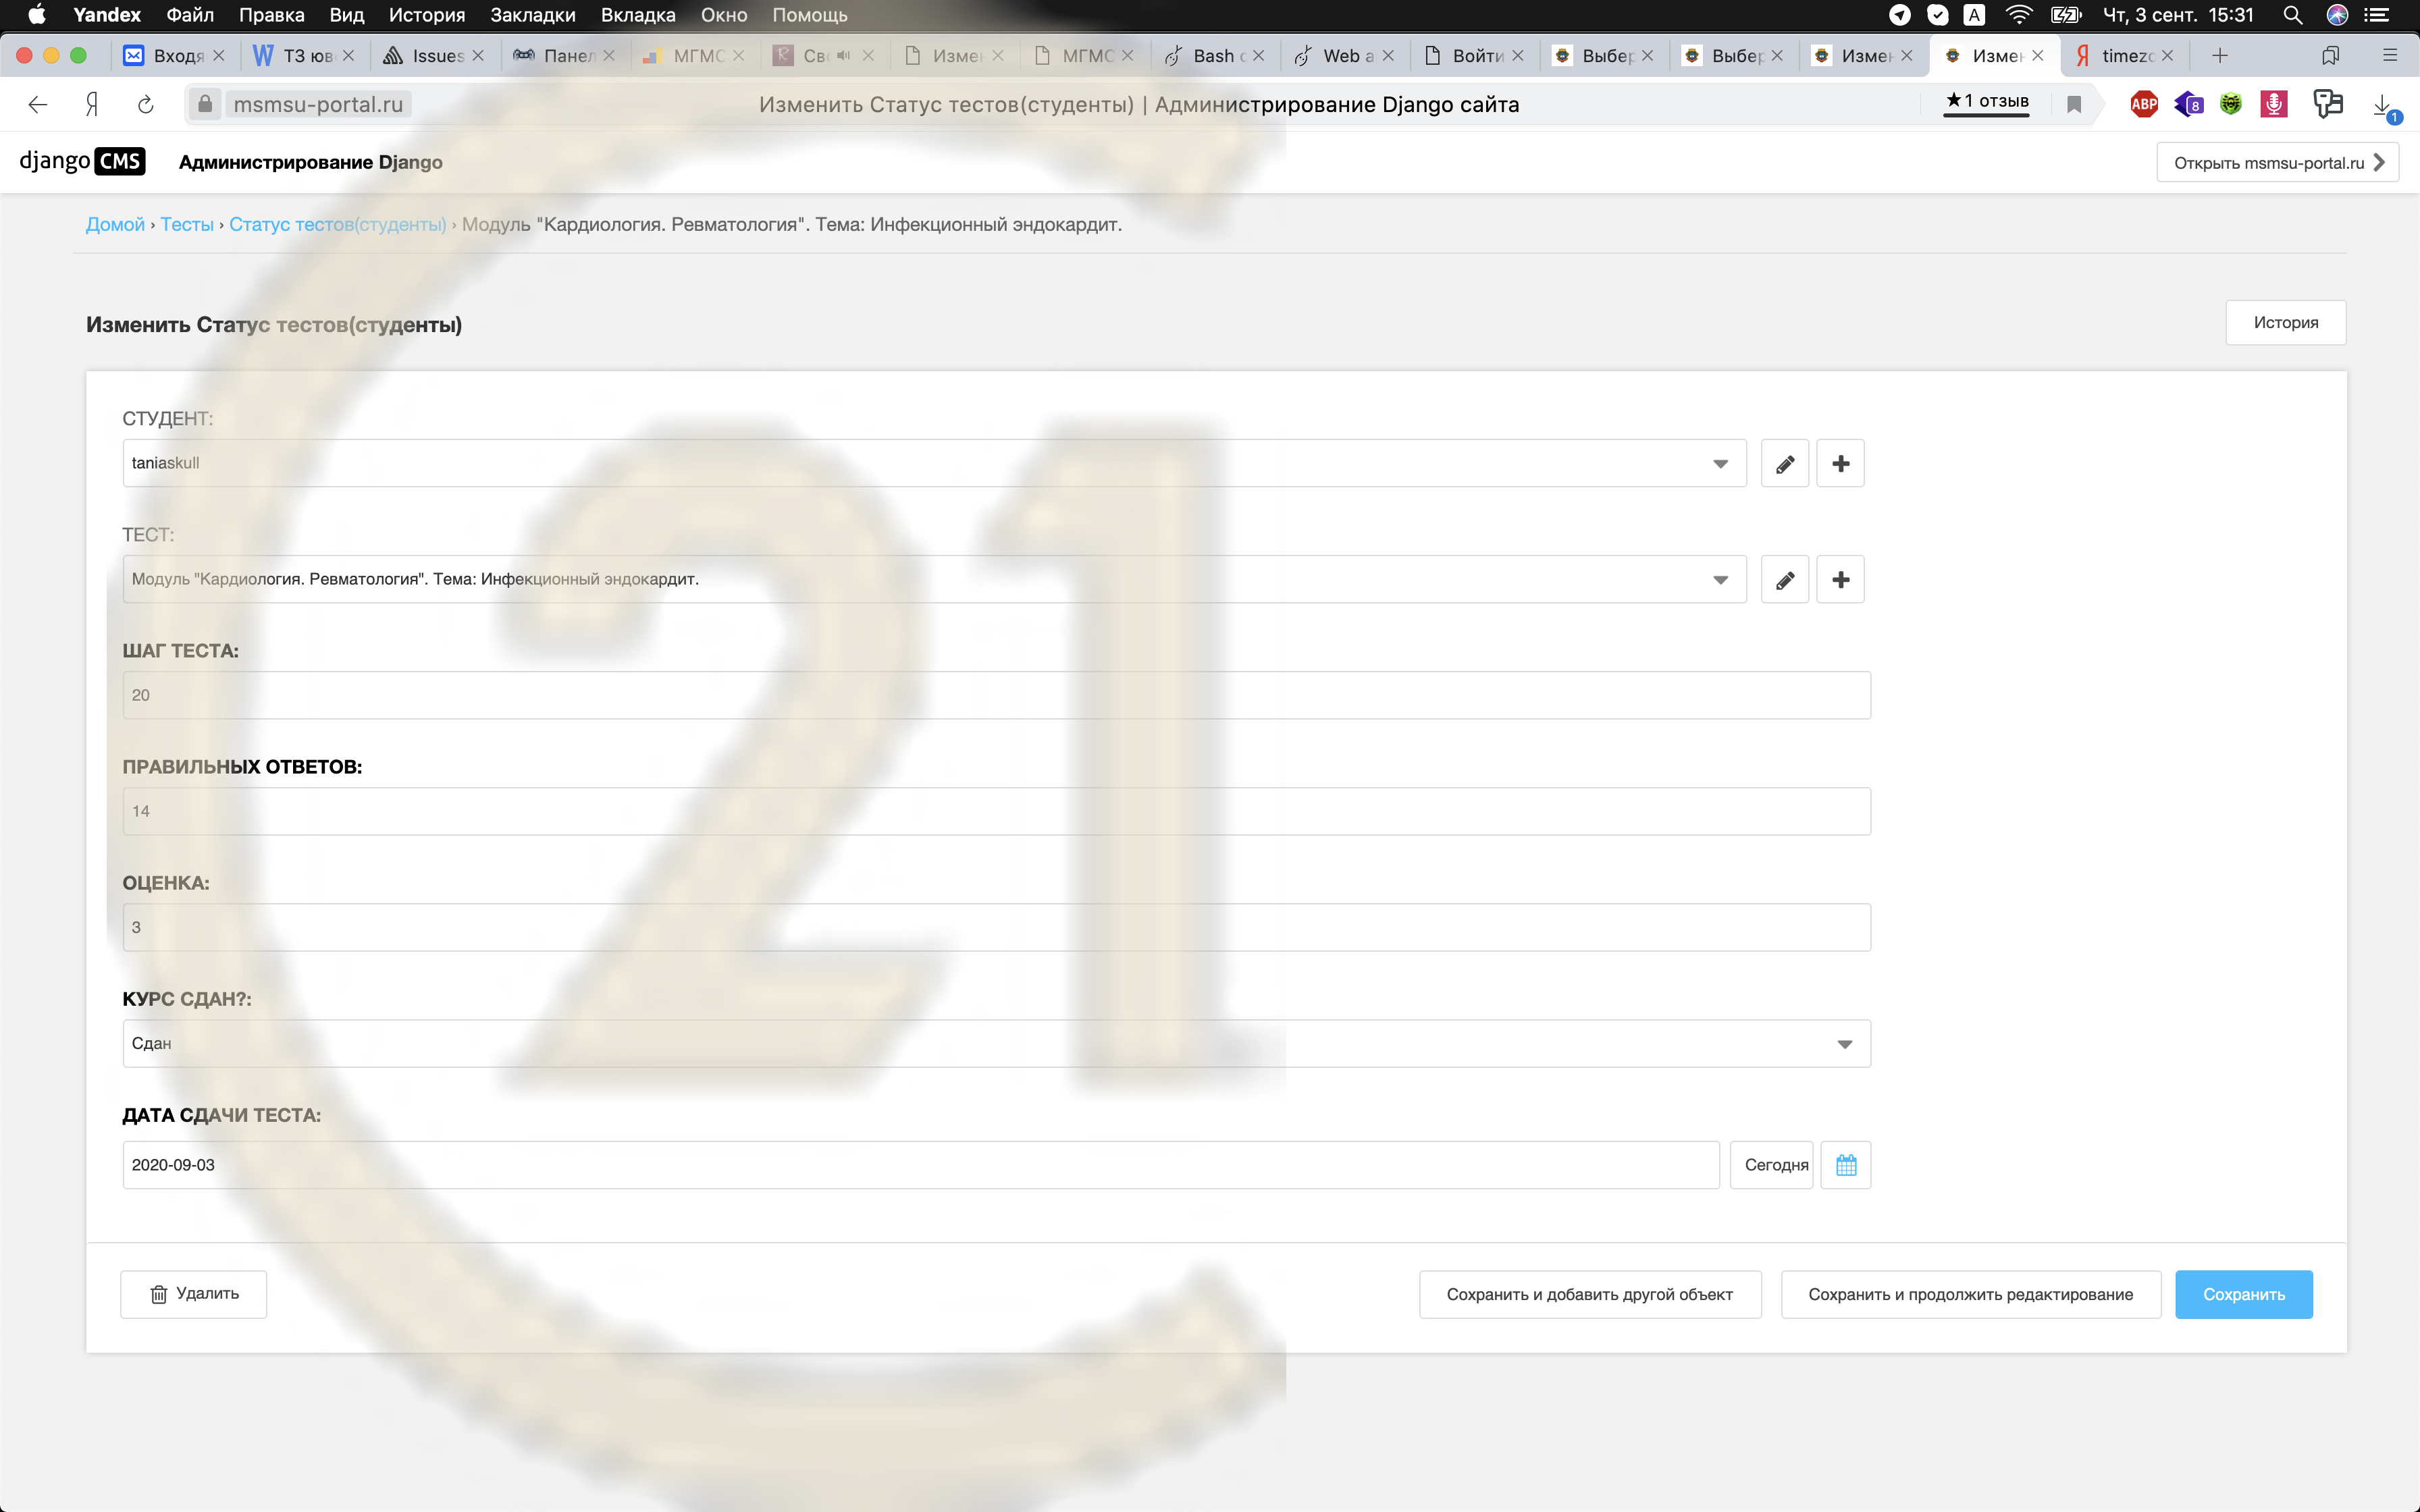 Yandex Файл Правка Вид История Закладки Вкладка Окно Помощь A Чт, 3 сент. 15:31
Входя ТЗ юв Issues Панел МГМС Св Измен МГМС Bash Web a Войти Выбер Выбер Измен Измен timezo
msmsu-portal.ru Изменить Статус тестов(студенты) | Администрирование Django сайта ★1 отзыв ABP 8 1
django CMS Администрирование Django Открыть msmsu-portal.ru
Домой › Тесты › Статус тестов(студенты) › Модуль "Кардиология. Ревматология". Тема: Инфекционный эндокардит.
Изменить Статус тестов(студенты) История
СТУДЕНТ:
taniaskull
ТЕСТ:
Модуль "Кардиология. Ревматология". Тема: Инфекционный эндокардит.
ШАГ ТЕСТА:
20
ПРАВИЛЬНЫХ ОТВЕТОВ:
14
ОЦЕНКА:
3
КУРС СДАН?:
Сдан
ДАТА СДАЧИ ТЕСТА:
2020-09-03 Сегодня
Удалить Сохранить и добавить другой объект Сохранить и продолжить редактирование Сохранить
С21